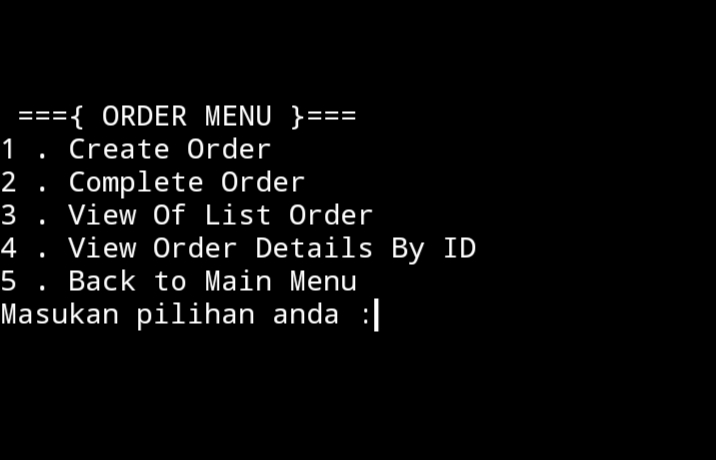 ==={ ORDER MENU }===
1 . Create Order
2 . Complete Order
3 . View Of List Order
4 . View Order Details By ID
5 . Back to Main Menu
Masukan pilihan anda :